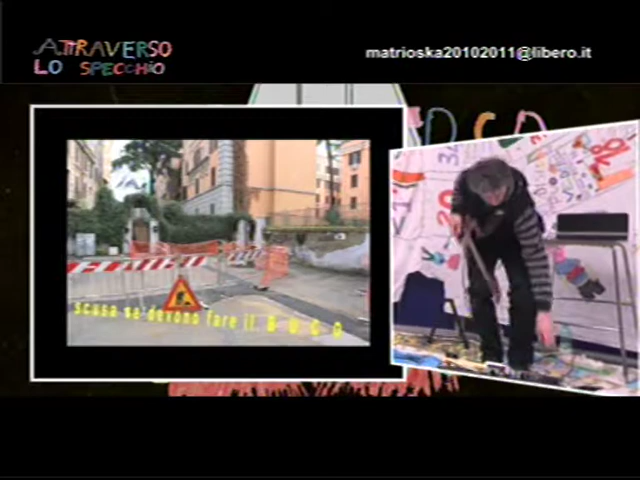 ATTRAVERSO
LO SPECCHIO
matrioska20102011@libero.it
scusa se devono fare il B U C O